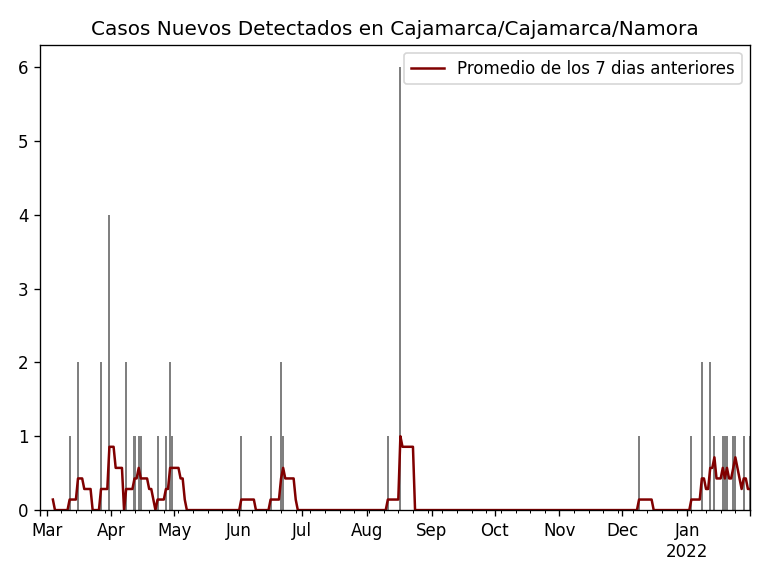 Casos Nuevos Detectados en Cajamarca/Cajamarca/Namora
Promedio de los 7 dias anteriores
6
5
4
3
2
1
0
Mar Apr May Jun Jul Aug Sep Oct Nov Dec Jan
2022